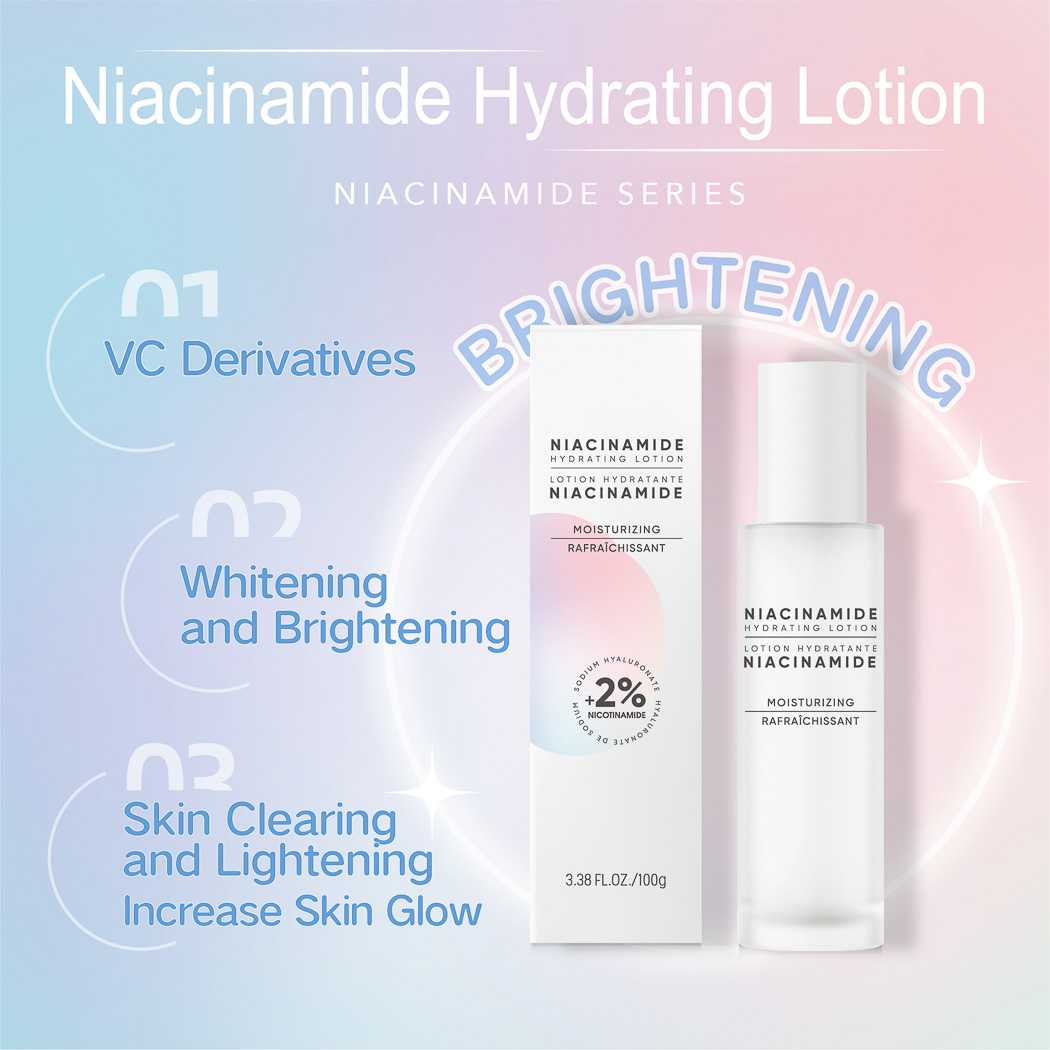 Niacinamide Hydrating Lotion
NIACINAMIDE SERIES
BRIGHTENING
01
VC Derivatives
02
Whitening
and Brightening
03
Skin Clearing
and Lightening
Increase Skin Glow
NIACINAMIDE
HYDRATING LOTION
LOTION HYDRATANTE
NIACINAMIDE
MOISTURIZING
RAFRAÎCHISSANT
SODIUM HYALURONATE
HYALURONATE DE SODIUM
+2%
NICOTINAMIDE
3.38 FL.OZ./100g
NIACINAMIDE
HYDRATING LOTION
LOTION HYDRATANTE
NIACINAMIDE
MOISTURIZING
RAFRAÎCHISSANT